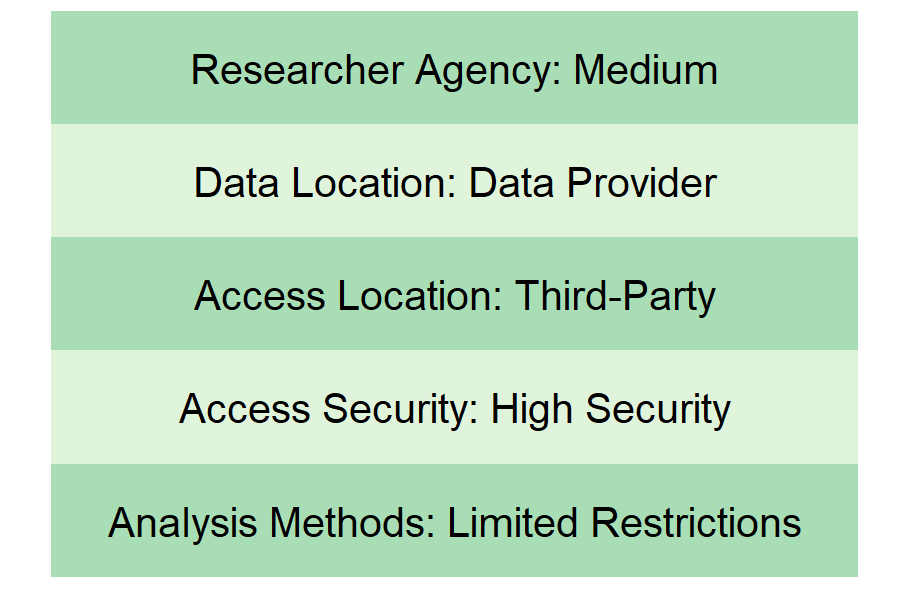 Researcher Agency: Medium
Data Location: Data Provider
Access Location: Third-Party
Access Security: High Security
Analysis Methods: Limited Restrictions